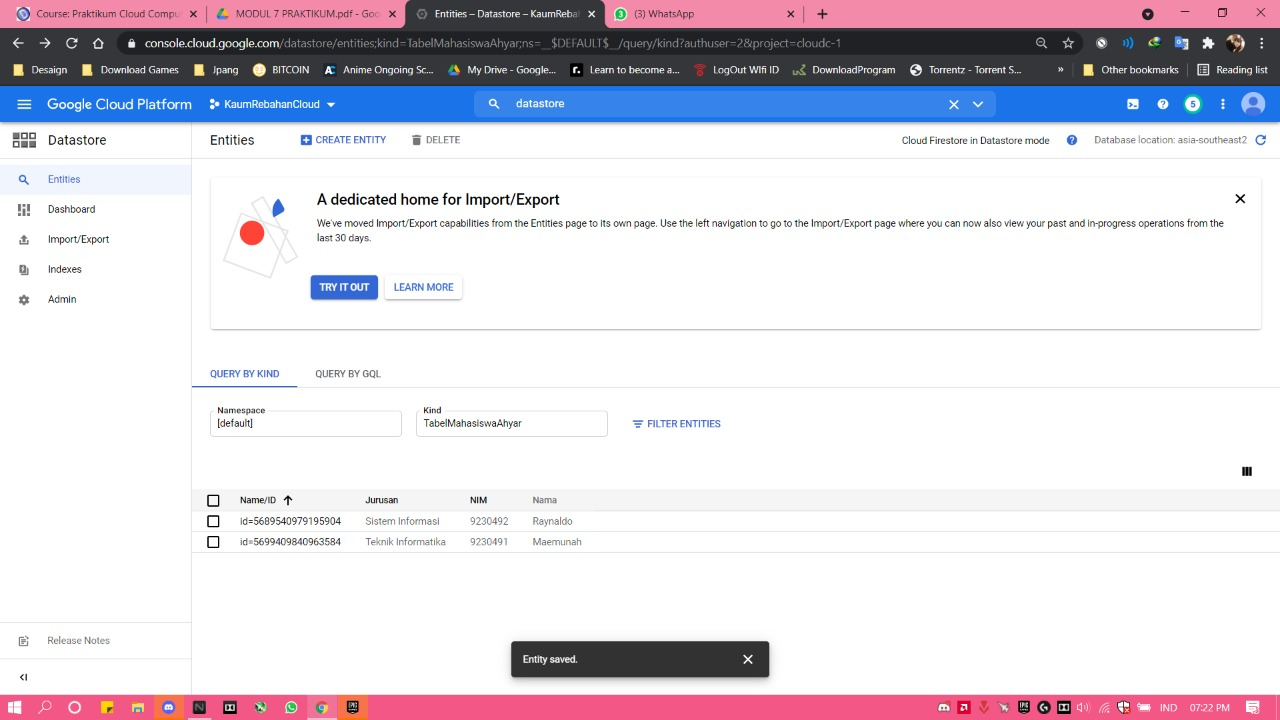 Course: Praktikum Cloud Comput
MODUL 7 PRAKTIKUM.pdf - Goo
Entities – Datastore – KaumRebah
(3) WhatsApp
console.cloud.google.com/datastore/entities;kind=TabelMahasiswaAhyar;ns=__$DEFAULT$__/query/kind?authuser=2&project=cloudc-1
Desaign
Download Games
Jpang
BITCOIN
Anime Ongoing Sc...
My Drive - Google...
Learn to become a...
LogOut WIfi ID
DownloadProgram
Torrentz - Torrent S...
»
Other bookmarks
Reading list
Google Cloud Platform
KaumRebahanCloud
datastore
5
Datastore
Entities
CREATE ENTITY
DELETE
Cloud Firestore in Datastore mode
Database location: asia-southeast2
Entities
Dashboard
Import/Export
Indexes
Admin
A dedicated home for Import/Export
We've moved Import/Export capabilities from the Entities page to its own page. Use the left navigation to go to the Import/Export page where you can now also view your past and in-progress operations from the
last 30 days.
TRY IT OUT
LEARN MORE
QUERY BY KIND
QUERY BY GQL
Namespace
[default]
Kind
TabelMahasiswaAhyar
FILTER ENTITIES
Name/ID Jurusan NIM Nama
id=5689540979195904 Sistem Informasi 9230492 Raynaldo
id=5699409840963584 Teknik Informatika 9230491 Maemunah
Release Notes
Entity saved.
IND
07:22 PM